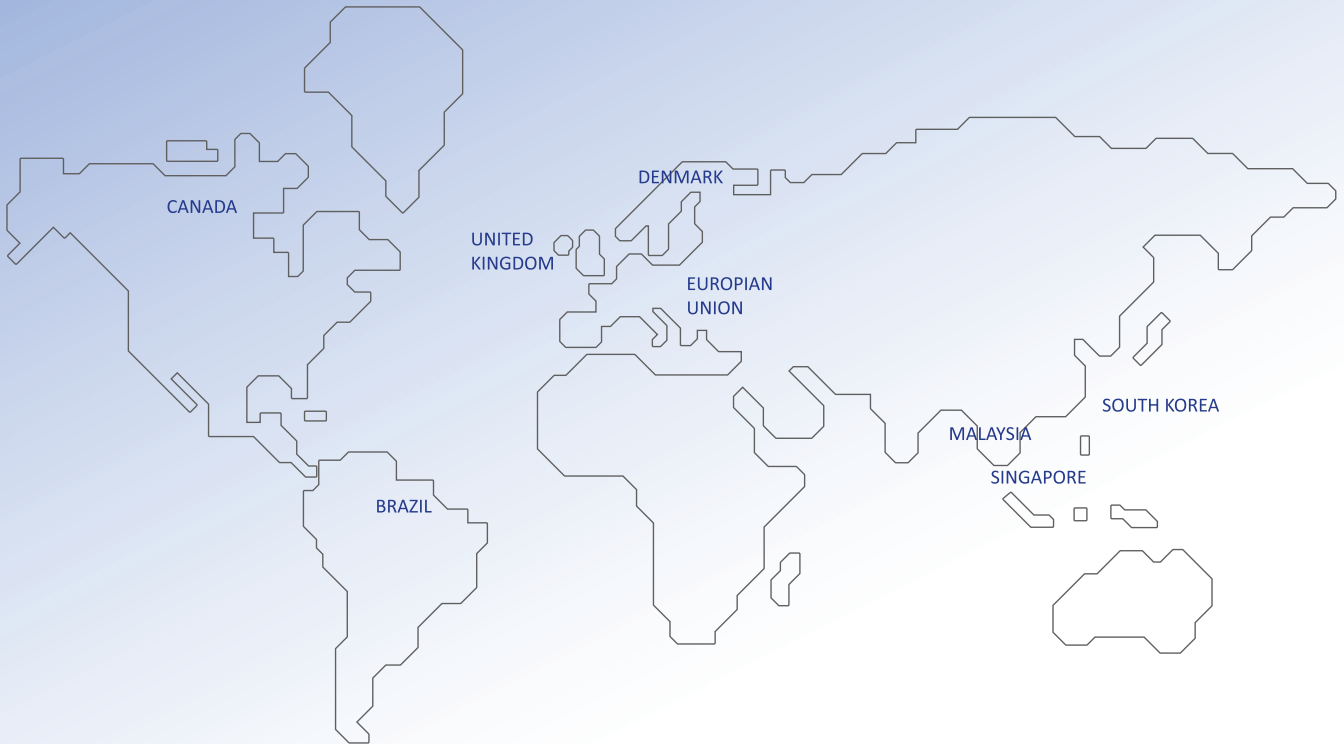 DENMARK
CANADA
UNITED
KINGDOM
EUROPIAN
UNION
SOUTH KOREA
MALAYSIA
SINGAPORE
BRAZIL